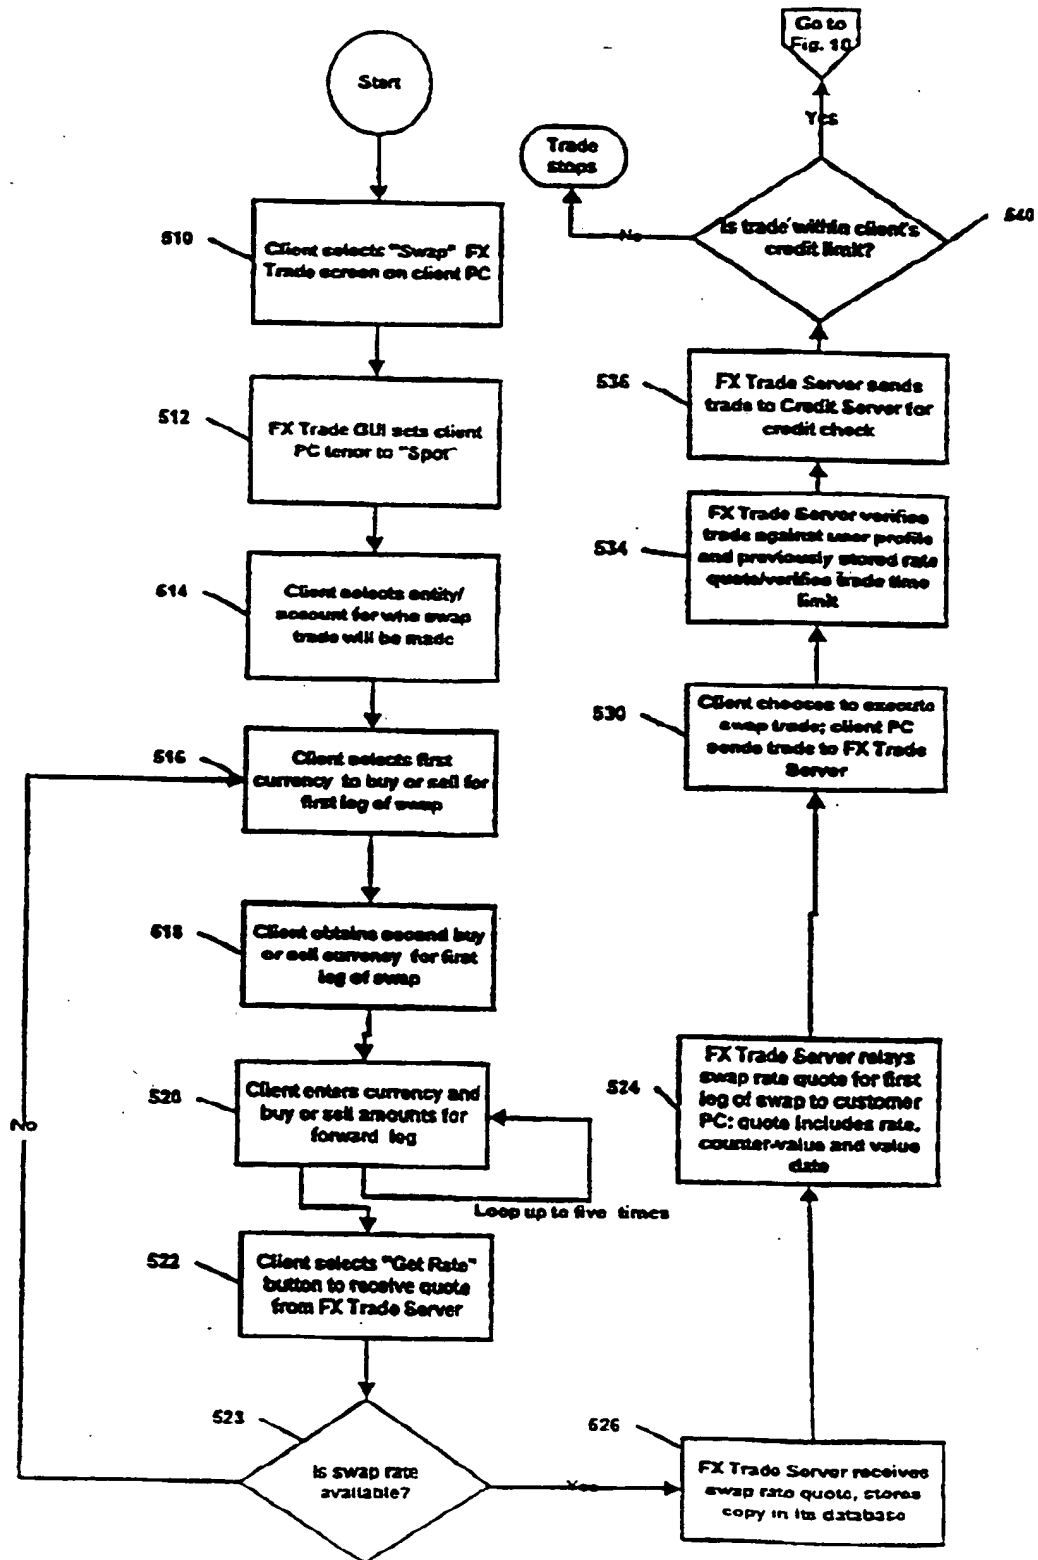 Start
510
Client selects "Swap" FX
Trade screen on client PC
512
FX Trade GUI sets client
PC tenor to "Spot"
514
Client selects entity/
account for who swap
trade will be made
516
Client selects first
currency to buy or sell for
first leg of swap
518
Client obtains second buy
or sell currency for first
leg of swap
520
Client enters currency and
buy or sell amounts for
forward leg
Loop up to five times
522
Client selects "Get Rate"
button to receive quote
from FX Trade Server
523
Is swap rate
available?
No
Yes
526
FX Trade Server receives
swap rate quote, stores
copy in its database
524
FX Trade Server relays
swap rate quote for first
leg of swap to customer
PC: quote includes rate,
counter-value and value
date
530
Client chooses to execute
swap trade; client PC
sends trade to FX Trade
Server
534
FX Trade Server verifies
trade against user profile
and previously stored rate
quote/verifies trade time
limit
536
FX Trade Server sends
trade to Credit Server for
credit check
540
Is trade within client's
credit limit?
No
Trade
stops
Yes
Go to
Fig. 10